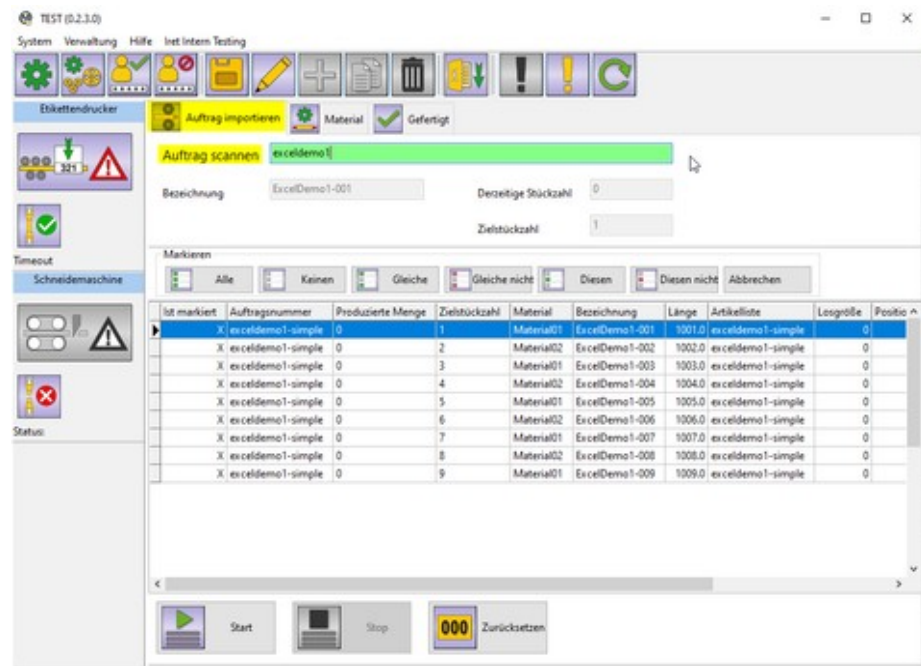 TEST (0.2.3.0)
System Verwaltung Hilfe Iret Intern Testing
Etikettendrucker
Auftrag importieren Material Gefertigt
321
Auftrag scannen exceldemo1
Bezeichnung ExcelDemo1-001 Derzeitige Stückzahl 0
Zielstückzahl 1
Timeout
Schneidemaschine
Markieren
Alle Keinen Gleiche Gleiche nicht Diesen Diesen nicht Abbrechen
Ist markiert Auftragsnummer Produzierte Menge Zielstückzahl Material Bezeichnung Länge Artikelliste Losgröße Positio
X exceldemo1-simple 0 1 Material01 ExcelDemo1-001 1001.0 exceldemo1-simple 0
X exceldemo1-simple 0 2 Material02 ExcelDemo1-002 1002.0 exceldemo1-simple 0
X exceldemo1-simple 0 3 Material01 ExcelDemo1-003 1003.0 exceldemo1-simple 0
X exceldemo1-simple 0 4 Material02 ExcelDemo1-004 1004.0 exceldemo1-simple 0
X exceldemo1-simple 0 5 Material01 ExcelDemo1-005 1005.0 exceldemo1-simple 0
X exceldemo1-simple 0 6 Material02 ExcelDemo1-006 1006.0 exceldemo1-simple 0
X exceldemo1-simple 0 7 Material01 ExcelDemo1-007 1007.0 exceldemo1-simple 0
X exceldemo1-simple 0 8 Material02 ExcelDemo1-008 1008.0 exceldemo1-simple 0
X exceldemo1-simple 0 9 Material01 ExcelDemo1-009 1009.0 exceldemo1-simple 0
Status:
Start Stop 000 Zurücksetzen